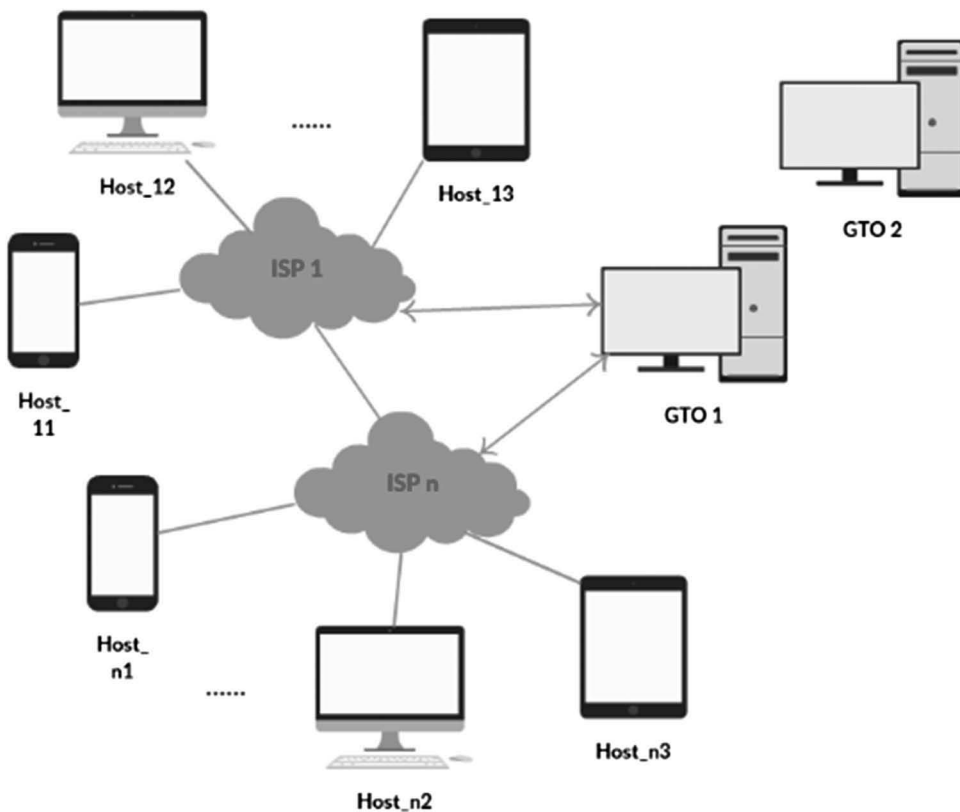 ......
Host_12
Host_13
GTO 2
ISP 1
Host_
11
GTO 1
ISP n
Host_
n1
......
Host_n2
Host_n3